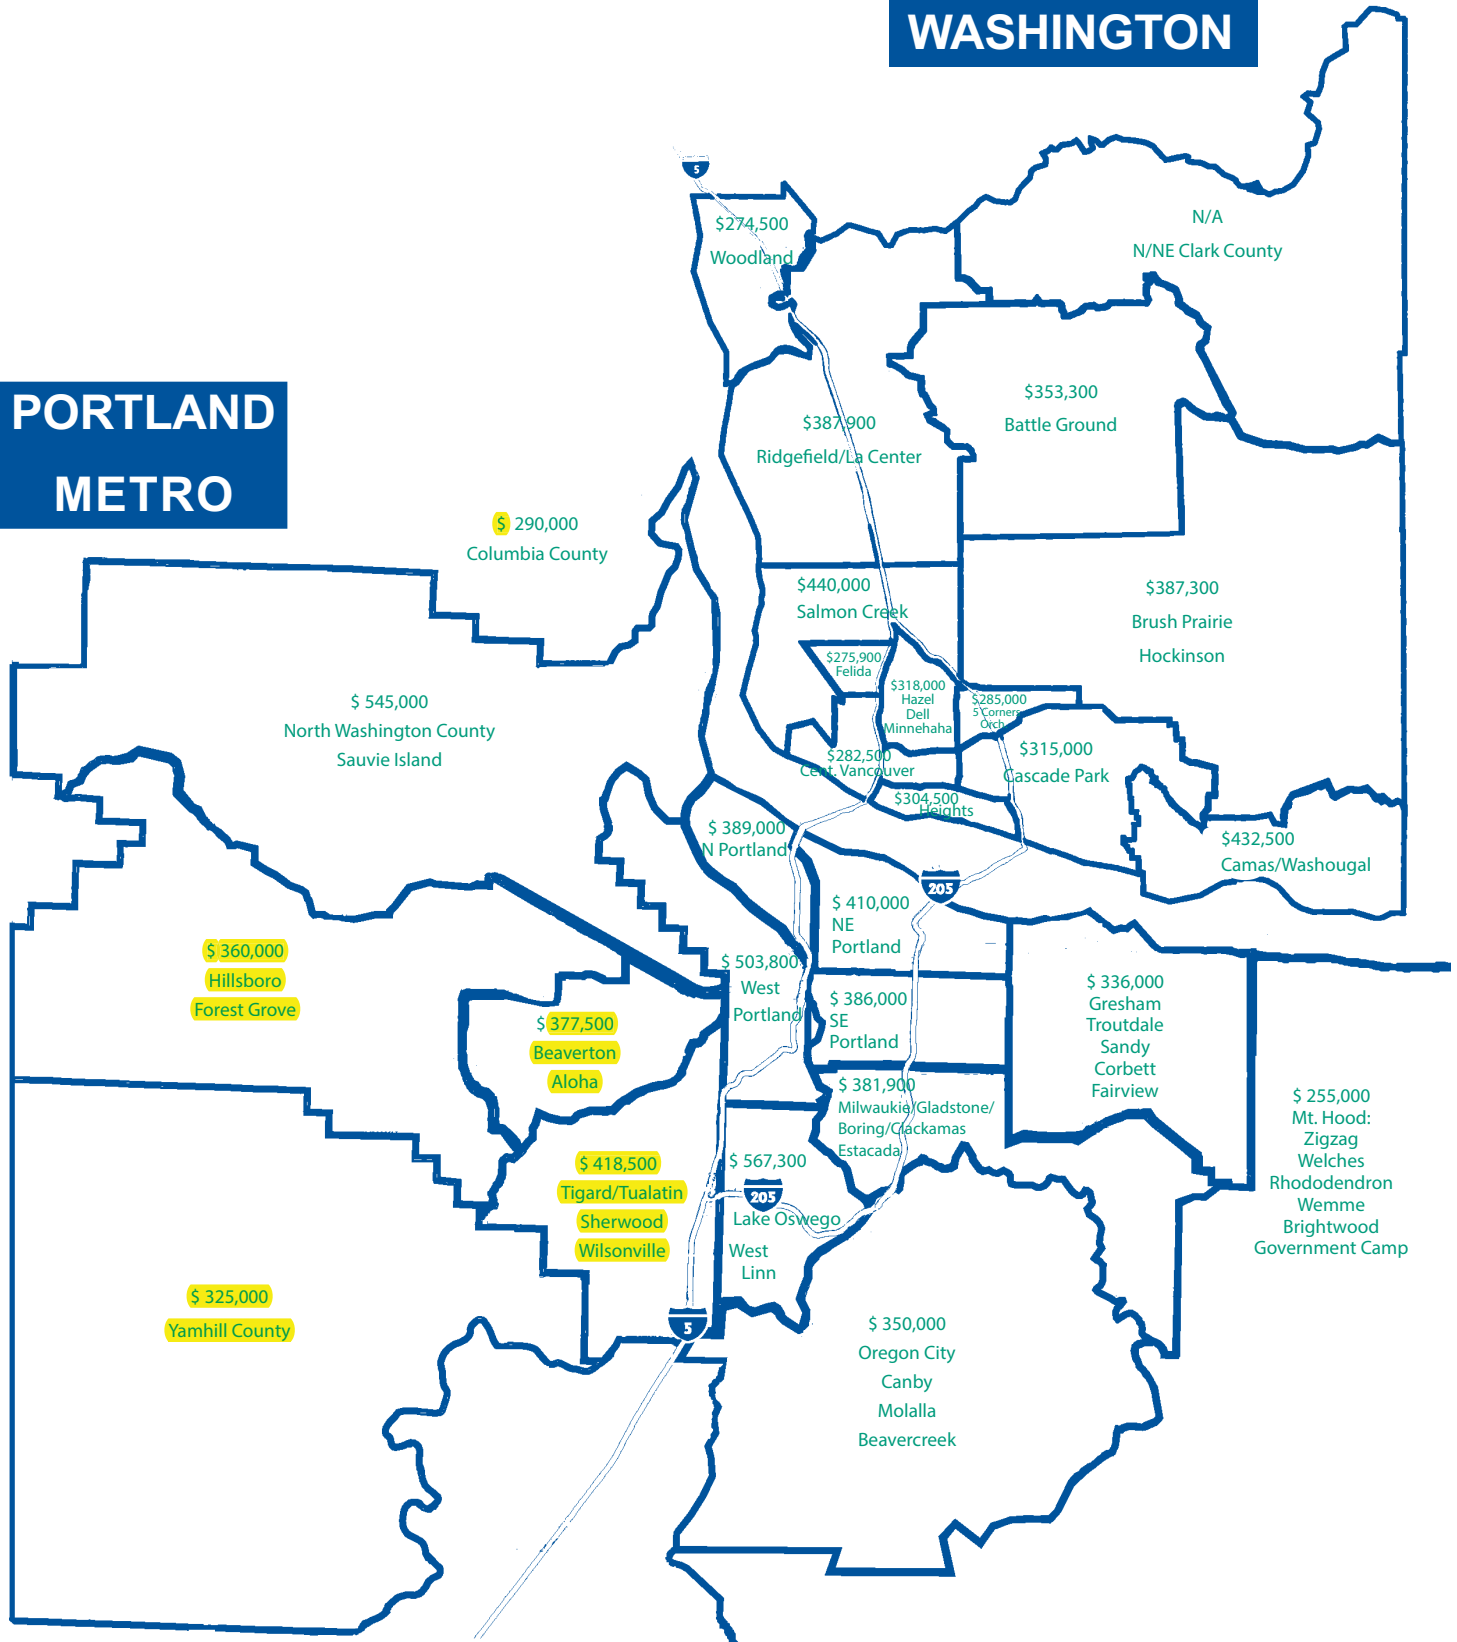 WASHINGTON
5
$274,500
Woodland
N/A
N/NE Clark County
PORTLAND
METRO
$353,300
Battle Ground
$387,900
Ridgefield/La Center
$ 290,000
Columbia County
$440,000
Salmon Creek
$387,300
Brush Prairie
Hockinson
$275,900
Felida
$318,000
Hazel
Dell
Minnehaha
$285,000
5 Corners
Orch.
$ 545,000
North Washington County
Sauvie Island
$282,500
Cent. Vancouver
$315,000
Cascade Park
$304,500
Heights
$ 389,000
N Portland
$432,500
Camas/Washougal
205
$ 410,000
NE
Portland
$ 360,000
Hillsboro
Forest Grove
$ 503,800
West
Portland
$ 386,000
SE
Portland
$ 336,000
Gresham
Troutdale
Sandy
Corbett
Fairview
$ 377,500
Beaverton
Aloha
$ 381,900
Milwaukie/Gladstone/
Boring/Clackamas
Estacada
$ 255,000
Mt. Hood:
Zigzag
Welches
Rhododendron
Wemme
Brightwood
Government Camp
$ 418,500
Tigard/Tualatin
Sherwood
Wilsonville
$ 567,300
205
Lake Oswego
West
Linn
$ 325,000
Yamhill County
5
$ 350,000
Oregon City
Canby
Molalla
Beavercreek